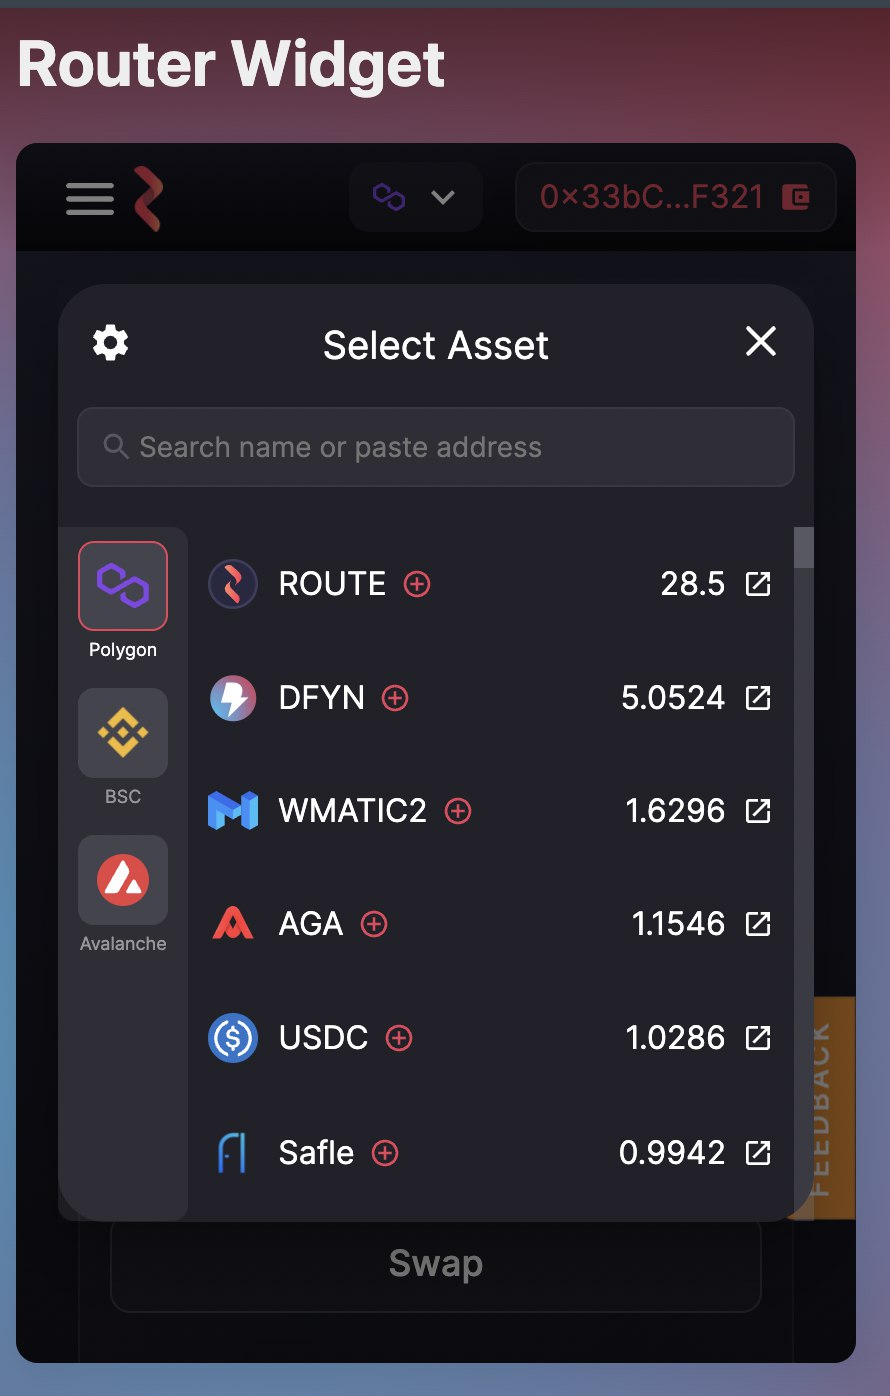 Router Widget
0x33bC...F321
Select Asset
Search name or paste address
Polygon
BSC
Avalanche
ROUTE 28.5
DFYN 5.0524
WMATIC2 1.6296
AGA 1.1546
USDC 1.0286
Safle 0.9942
FEEDBACK
Swap